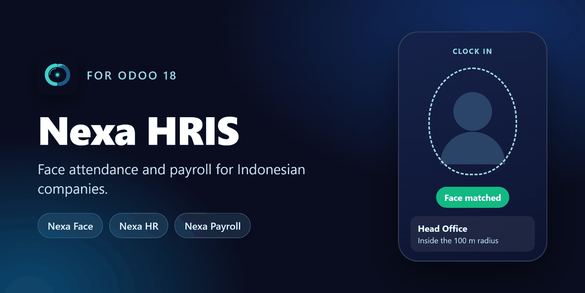 FOR ODOO 18
Nexa HRIS
Face attendance and payroll for Indonesian
companies.
Nexa Face
Nexa HR
Nexa Payroll
CLOCK IN
Face matched
Head Office
Inside the 100 m radius